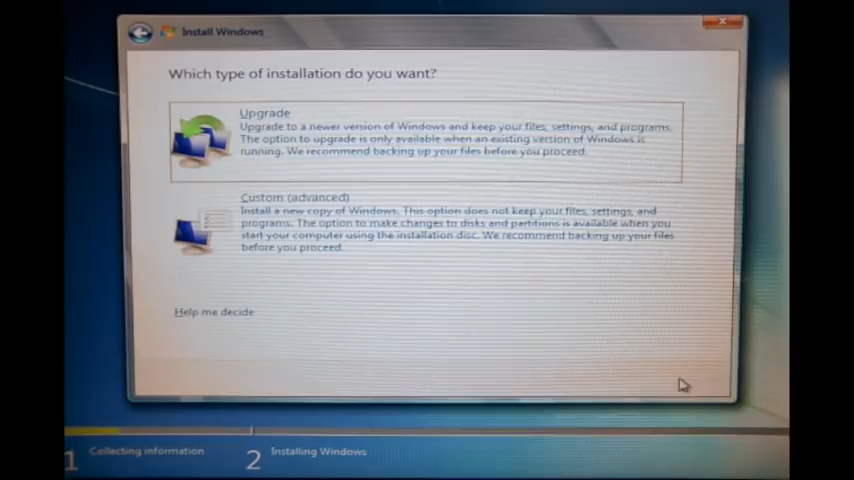 Install Windows
Which type of installation do you want?
Upgrade
Upgrade to a newer version of Windows and keep your files, settings, and programs.
The option to upgrade is only available when an existing version of Windows is
running. We recommend backing up your files before you proceed.
Custom (advanced)
Install a new copy of Windows. This option does not keep your files, settings, and
programs. The option to make changes to disks and partitions is available when you
start your computer using the installation disc. We recommend backing up your files
before you proceed.
Help me decide
1 Collecting information
2 Installing Windows